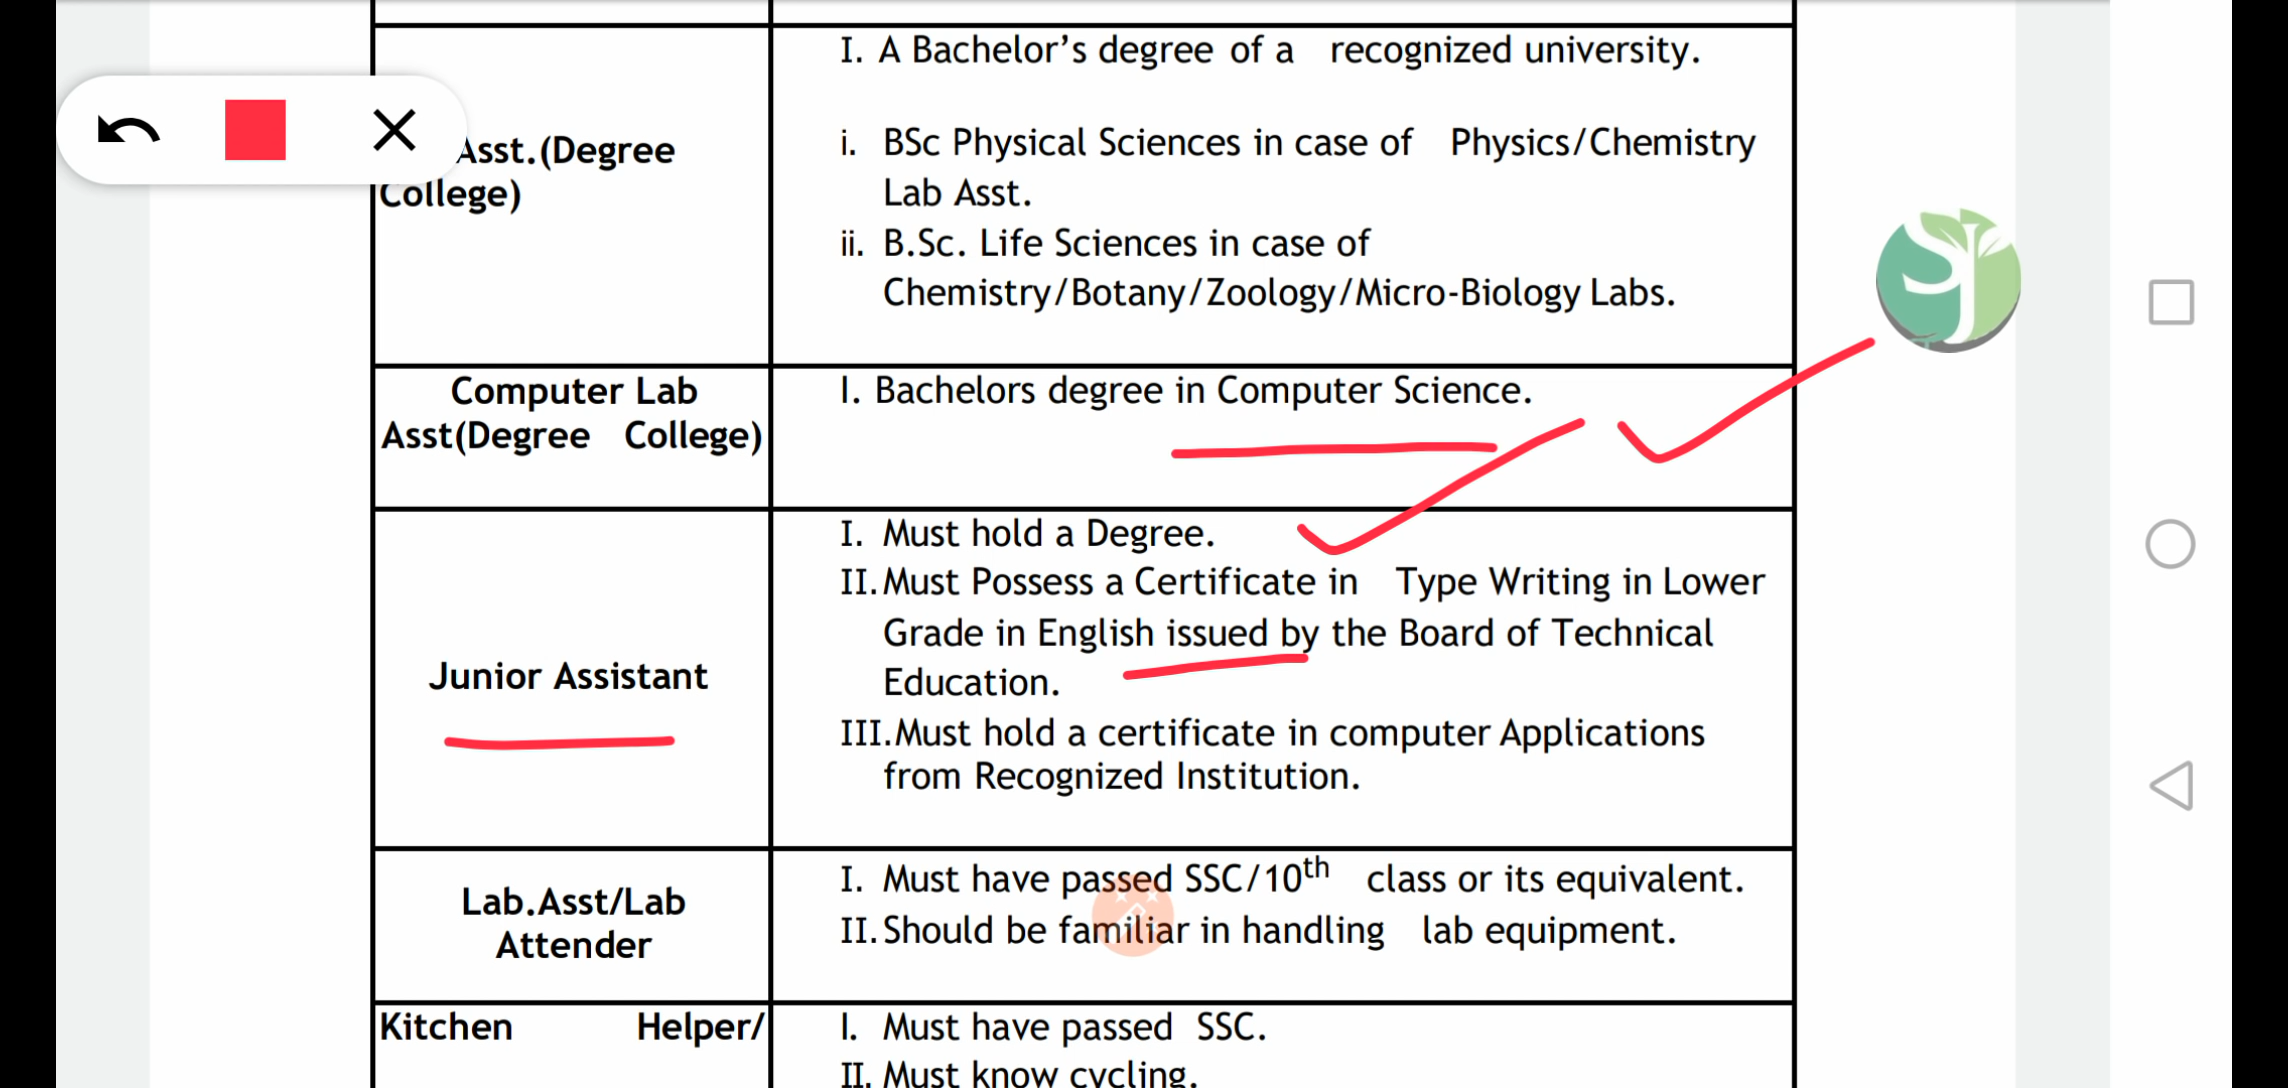 I. A Bachelor’s degree of a recognized university.
Asst.(Degree
College)
i. BSc Physical Sciences in case of Physics/Chemistry
Lab Asst.
ii. B.Sc. Life Sciences in case of
Chemistry/Botany/Zoology/Micro-Biology Labs.
Computer Lab
Asst(Degree College)
I. Bachelors degree in Computer Science.
Junior Assistant
I. Must hold a Degree.
II. Must Possess a Certificate in Type Writing in Lower
Grade in English issued by the Board of Technical
Education.
III.Must hold a certificate in computer Applications
from Recognized Institution.
Lab.Asst/Lab
Attender
I. Must have passed SSC/10th class or its equivalent.
II. Should be familiar in handling lab equipment.
Kitchen Helper/
I. Must have passed SSC.
II. Must know cycling.